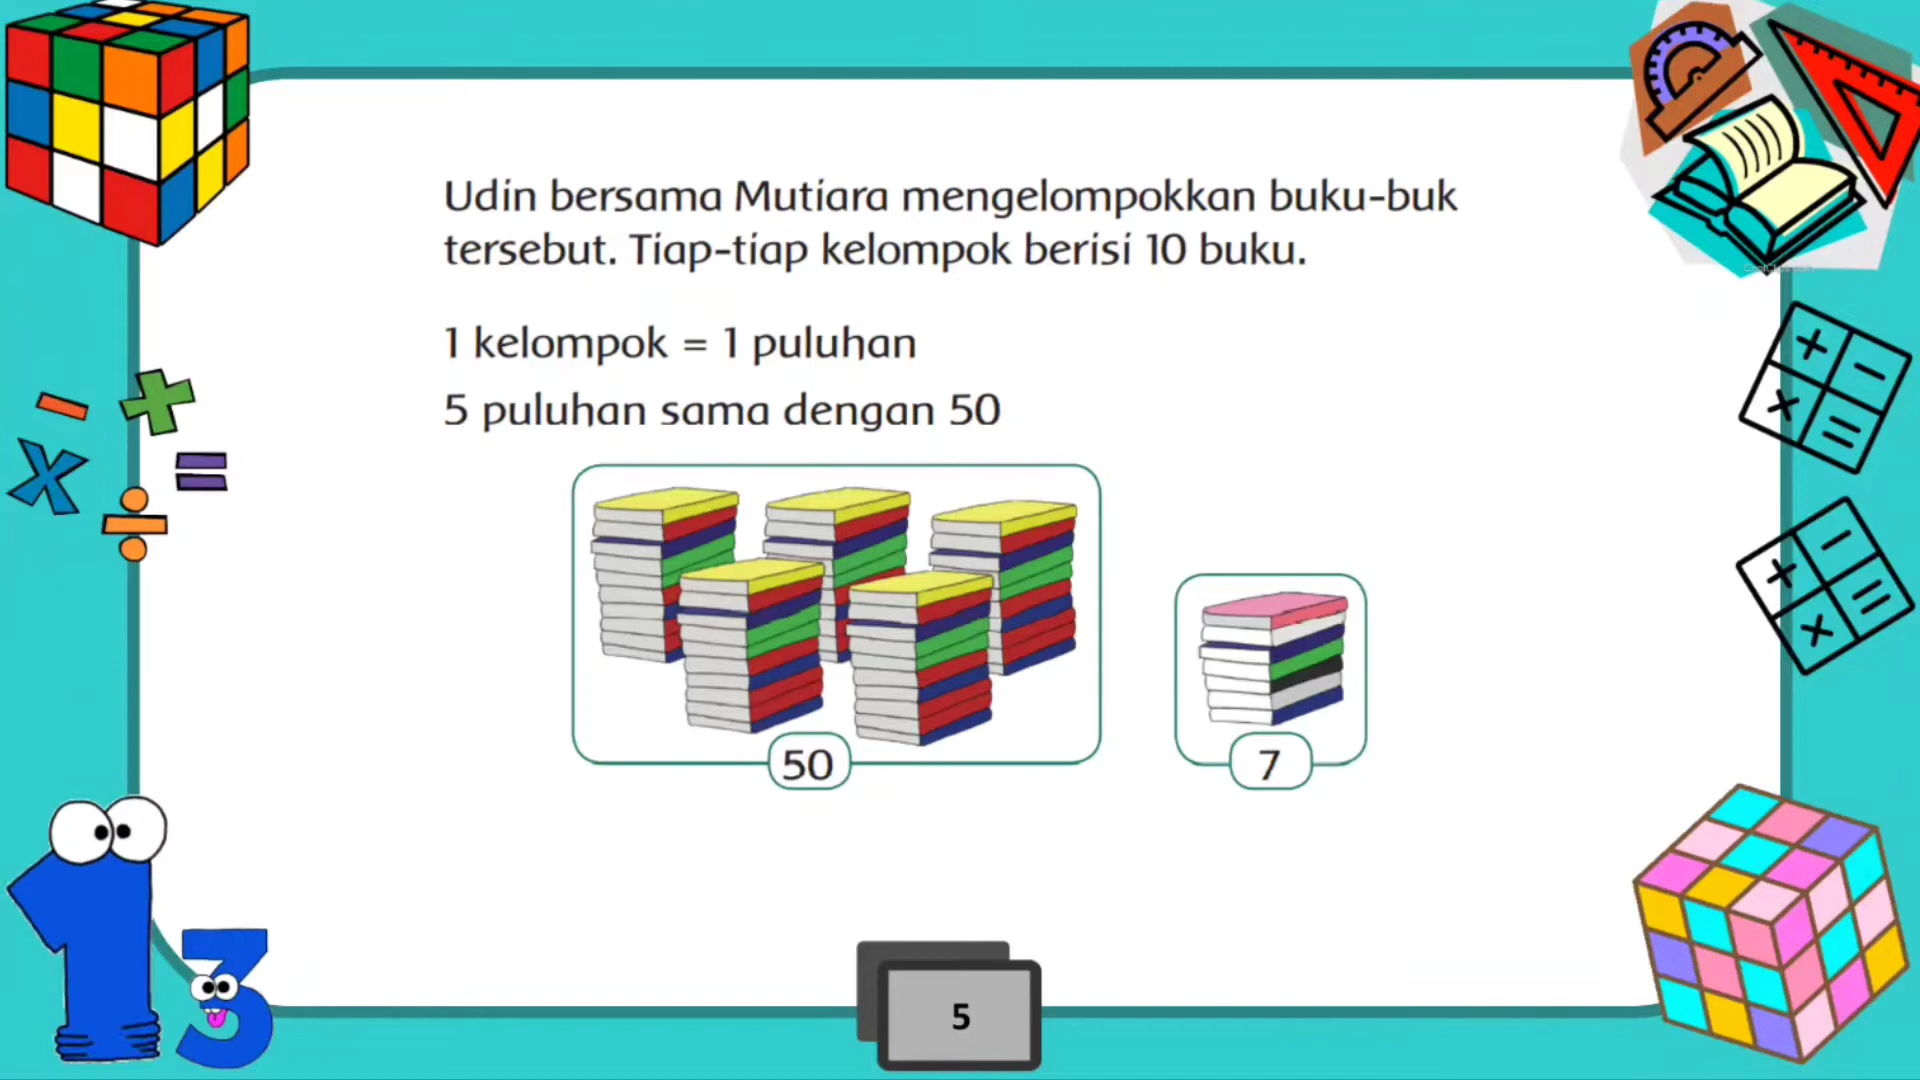 Udin bersama Mutiara mengelompokkan buku-buk
tersebut. Tiap-tiap kelompok berisi 10 buku.
1 kelompok = 1 puluhan
5 puluhan sama dengan 50
50
7
5